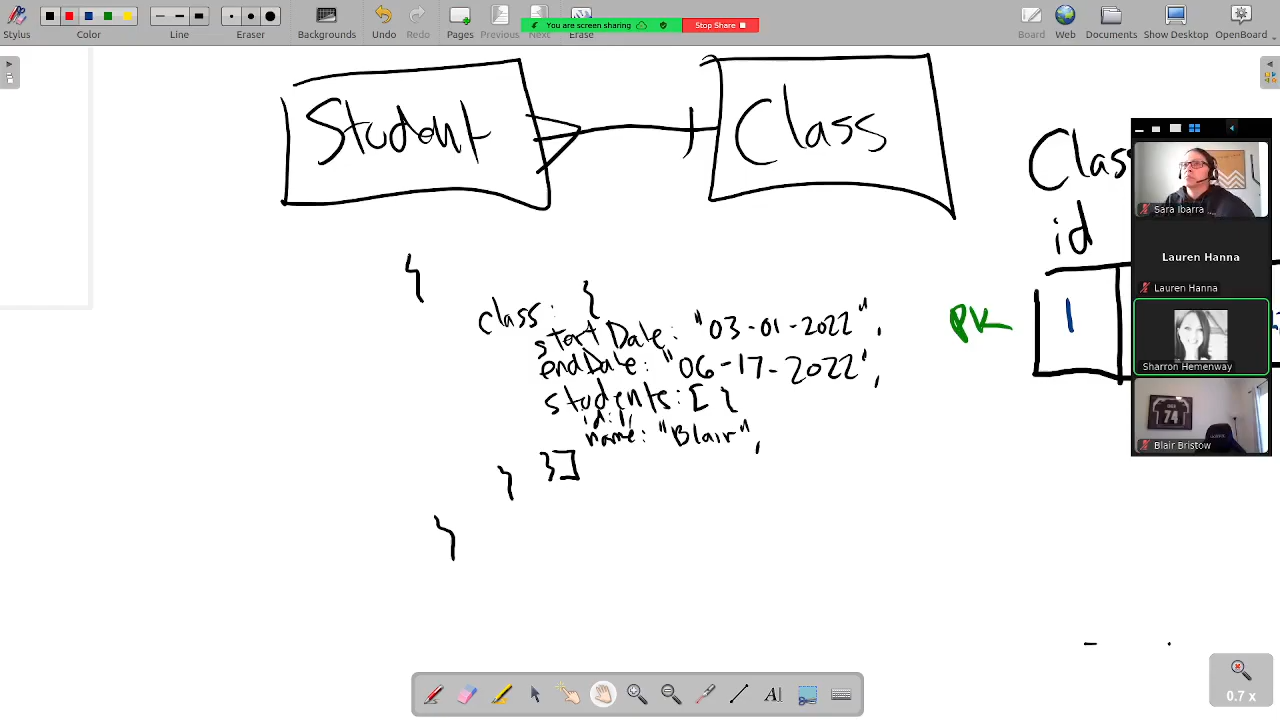 Stylus
Color
Line
Eraser
Backgrounds
Undo
Redo
Pages
Previous
Next
Erase
You are screen sharing
Stop Share
Board
Web
Documents
Show Desktop
OpenBoard
Student
Class
Clas
id
PK
1
{
class: {
startDate: "03-01-2022",
endDate: "06-17-2022",
students: [ {
id: 1,
name: "Blair",
}]
}
}
Sara Ibarra
Lauren Hanna
Lauren Hanna
Sharron Hemenway
74
Blair Bristow
0.7 x